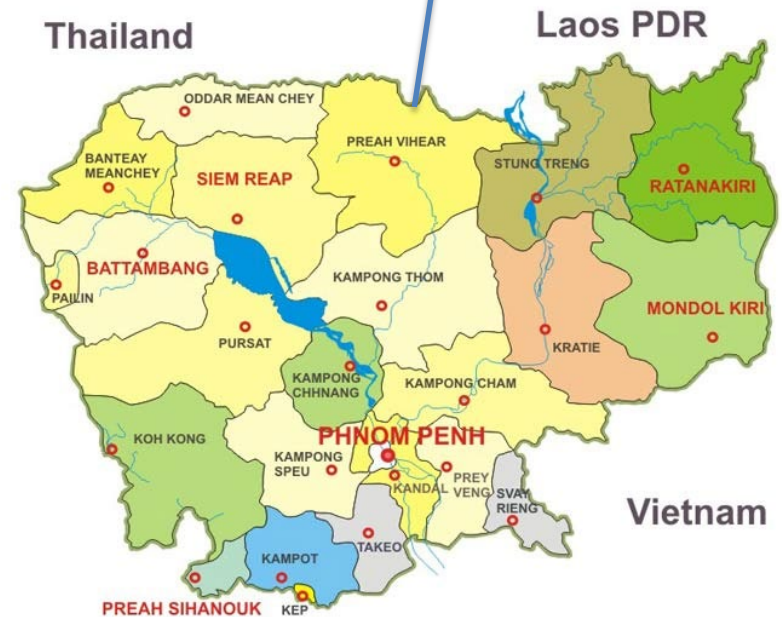 Thailand
Laos PDR
ODDAR MEAN CHEY
PREAH VIHEAR
BANTEAY
MEANCHEY
STUNG TRENG
SIEM REAP
RATANAKIRI
BATTAMBANG
KAMPONG THOM
PAILIN
MONDOL KIRI
PURSAT
KRATIE
KAMPONG
CHHNANG
KAMPONG CHAM
PHNOM PENH
KOH KONG
KAMPONG
SPEU
KANDAL
PREY
VENG
SVAY
RIENG
Vietnam
TAKEO
KAMPOT
PREAH SIHANOUK
KEP